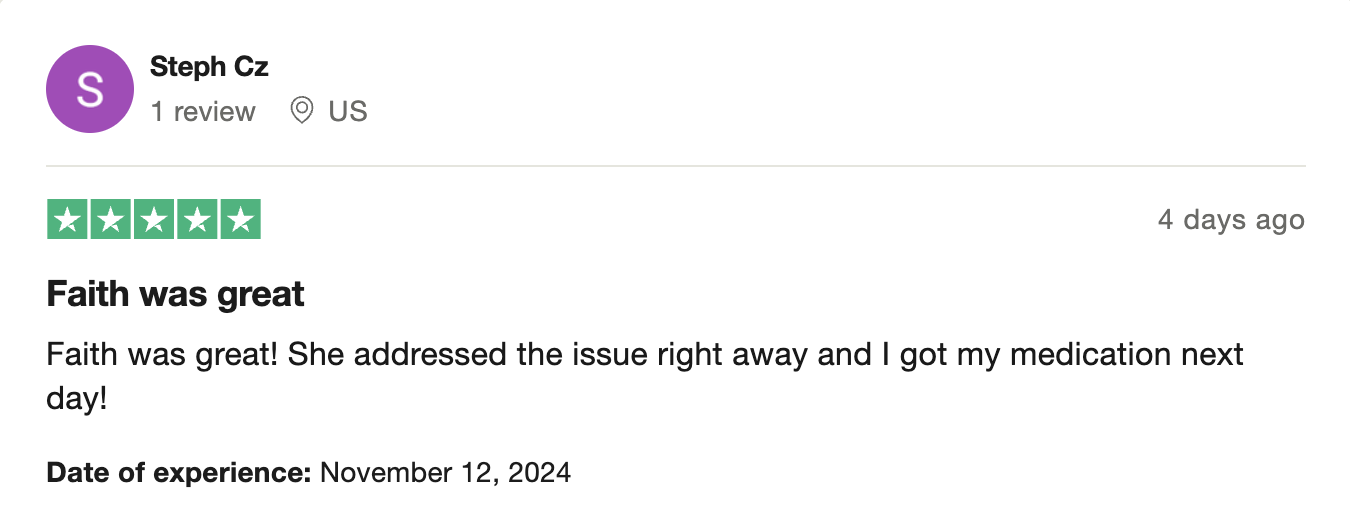 S
Steph Cz
1 review US
4 days ago
Faith was great
Faith was great! She addressed the issue right away and I got my medication next
day!
Date of experience: November 12, 2024